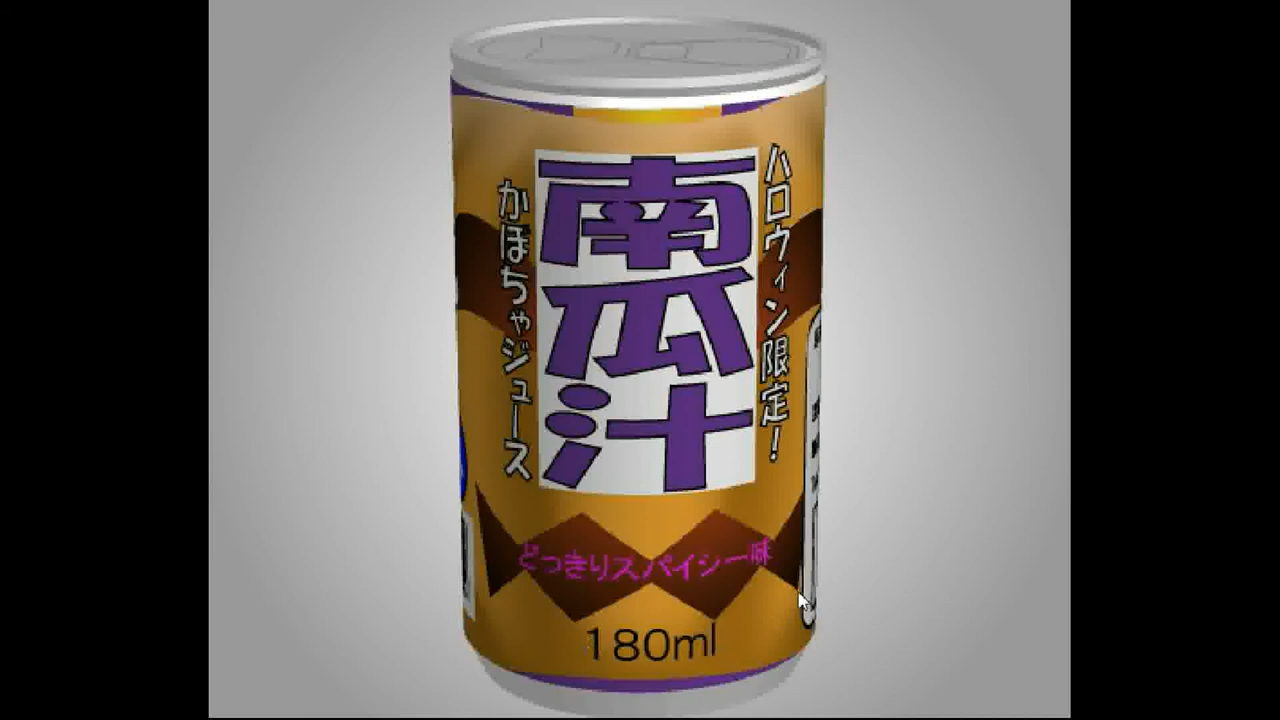 ハロウィン限定！
南瓜汁
かぼちゃジュース
どっきりスパイシー味
180ml